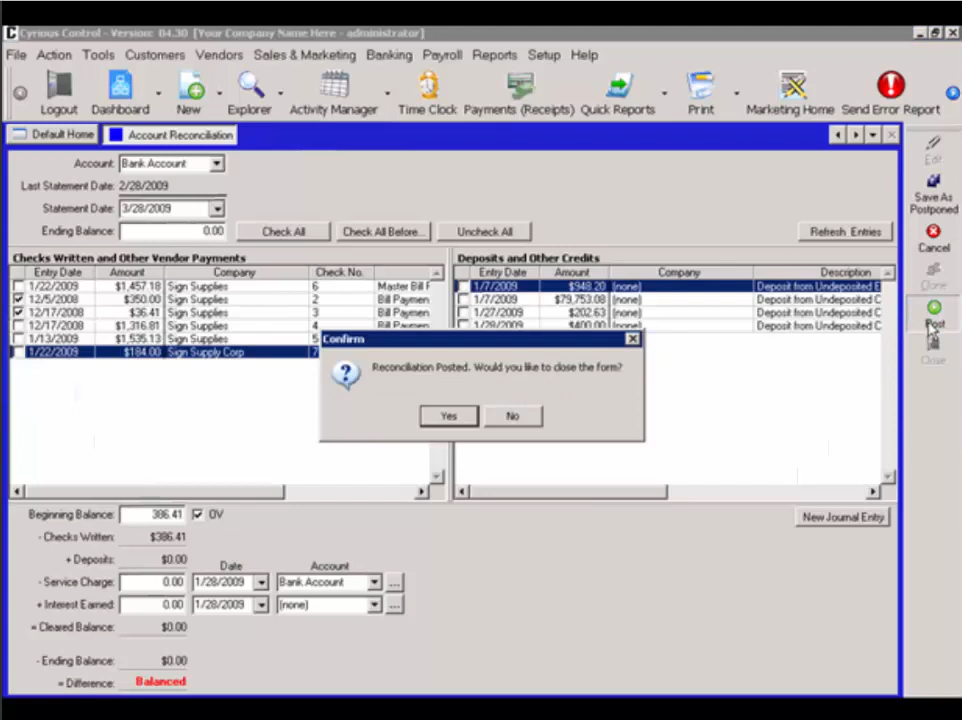 Cyrious Control - Version: 04.30 [Your Company Name Here - administrator]
File Action Tools Customers Vendors Sales & Marketing Banking Payroll Reports Setup Help
Logout Dashboard New Explorer Activity Manager Time Clock Payments (Receipts) Quick Reports Print Marketing Home Send Error Report
Default Home Account Reconciliation
Edit
Account: Bank Account
Last Statement Date: 2/28/2009
Save As Postponed
Statement Date: 3/28/2009
Ending Balance: 0.00 Check All Check All Before... Uncheck All Refresh Entries
Cancel
Checks Written and Other Vendor Payments Deposits and Other Credits
Entry Date Amount Company Check No. Entry Date Amount Company Description
1/22/2009 $1,457.18 Sign Supplies 6 Master Bill F 1/7/2009 $948.20 (none) Deposit from Undeposited E
12/5/2008 $350.00 Sign Supplies 2 Bill Paymen 1/7/2009 $79,753.08 (none) Deposit from Undeposited C
12/17/2008 $36.41 Sign Supplies 3 Bill Paymen 1/27/2009 $202.63 (none) Deposit from Undeposited C
12/17/2008 $1,316.81 Sign Supplies 4 Bill Paymen 1/28/2009 $400.00 (none) Deposit from Undeposited C
Post
1/13/2009 $1,535.13 Sign Supplies 5
1/22/2009 $184.00 Sign Supply Corp 7
Close
Confirm
Reconciliation Posted. Would you like to close the form?
Yes No
Beginning Balance: 386.41 OV New Journal Entry
- Checks Written: $386.41
+ Deposits: $0.00 Date Account
- Service Charge: 0.00 1/28/2009 Bank Account ...
+ Interest Earned: 0.00 1/28/2009 (none) ...
= Cleared Balance: $0.00
- Ending Balance: $0.00
= Difference: Balanced